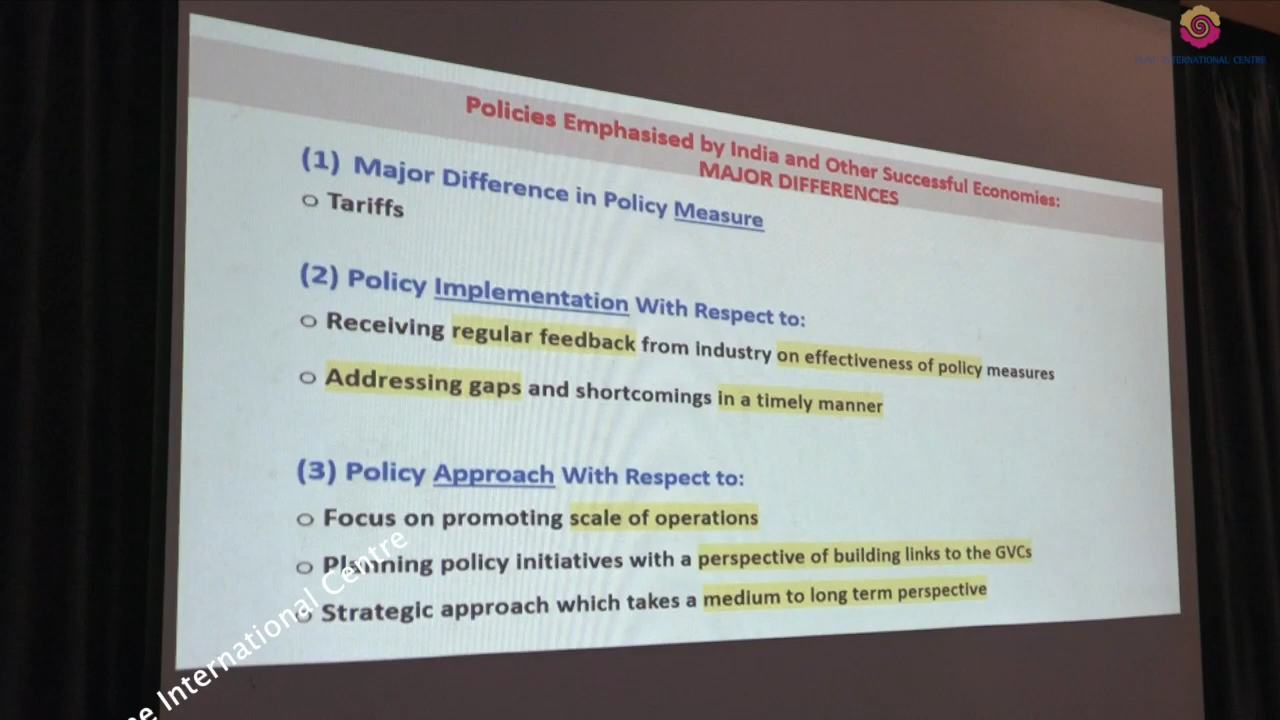 INTERNATIONAL CENTRE
Policies Emphasised by India and Other Successful Economies:
MAJOR DIFFERENCES
(1) Major Difference in Policy Measure
o Tariffs
(2) Policy Implementation With Respect to:
o Receiving regular feedback from industry on effectiveness of policy measures
o Addressing gaps and shortcomings in a timely manner
(3) Policy Approach With Respect to:
o Focus on promoting scale of operations
o Planning policy initiatives with a perspective of building links to the GVCs
o Strategic approach which takes a medium to long term perspective
International Centre